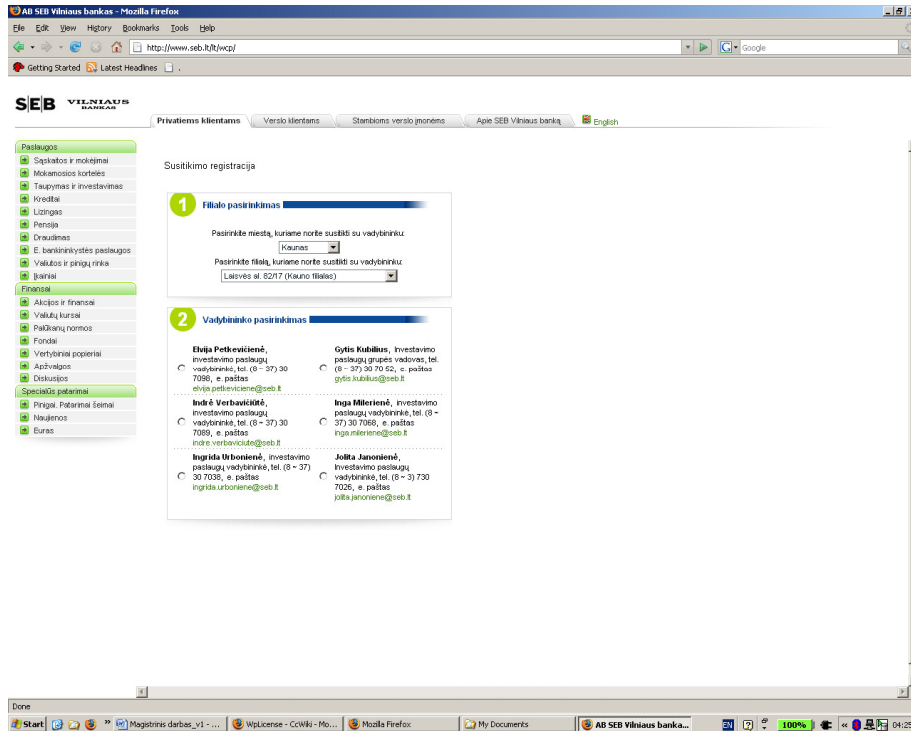 AB SEB Vilniaus bankas - Mozilla Firefox
File Edit View History Bookmarks Tools Help
http://www.seb.lt/lt/wcp/
Google
Getting Started Latest Headlines
SEB VILNIAUS BANKAS
Privatiems klientams Verslo klientams Stambioms verslo įmonėms Apie SEB Vilniaus banką English
Paslaugos
Sąskaitos ir mokėjimai
Mokamosios kortelės
Taupymas ir investavimas
Kreditai
Lizingas
Pensija
Draudimas
E. bankininkystės paslaugos
Valiutos ir pinigų rinka
Įkainiai
Finansai
Akcijos ir finansai
Valiutų kursai
Palūkanų normos
Fondai
Vertybiniai popieriai
Apžvalgos
Diskusijos
Specialūs patarimai
Pinigai. Patarimai šeimai
Naujienos
Euras
Susitikimo registracija
1 Filialo pasirinkimas
Pasirinkite miestą, kuriame norite susitikti su vadybininku:
Kaunas
Pasirinkite filialą, kuriame norite susitikti su vadybininku:
Laisvės al. 82/17 (Kauno filialas)
2 Vadybininko pasirinkimas
Elvija Petkevičienė,
investavimo paslaugų
vadybininkė, tel. (8 ~ 37) 30
7098, e. paštas
elvija.petkeviciene@seb.lt
Gytis Kubilius, Investavimo
paslaugų grupės vadovas, tel.
(8 ~ 37) 30 70 52, e. paštas
gytis.kubilius@seb.lt
Indrė Verbavičiūtė,
investavimo paslaugų
vadybininkė, tel. (8 ~ 37) 30
7089, e. paštas
indre.verbaviciute@seb.lt
Inga Milerienė, investavimo
paslaugų vadybininkė, tel. (8 ~
37) 30 7068, e. paštas
inga.mileriene@seb.lt
Ingrida Urbonienė, investavimo
paslaugų vadybininkė, tel. (8 ~ 37)
30 7038, e. paštas
ingrida.urboniene@seb.lt
Jolita Janonienė,
Investavimo paslaugų
vadybininkė, tel. (8 ~ 3) 730
7026, e. paštas
jolita.janoniene@seb.lt
Done
Start » Magistrinis darbas_v1 - ... WpLicense - CcWiki - Mo... Mozilla Firefox My Documents AB SEB Vilniaus banka... EN 100% « 04:25